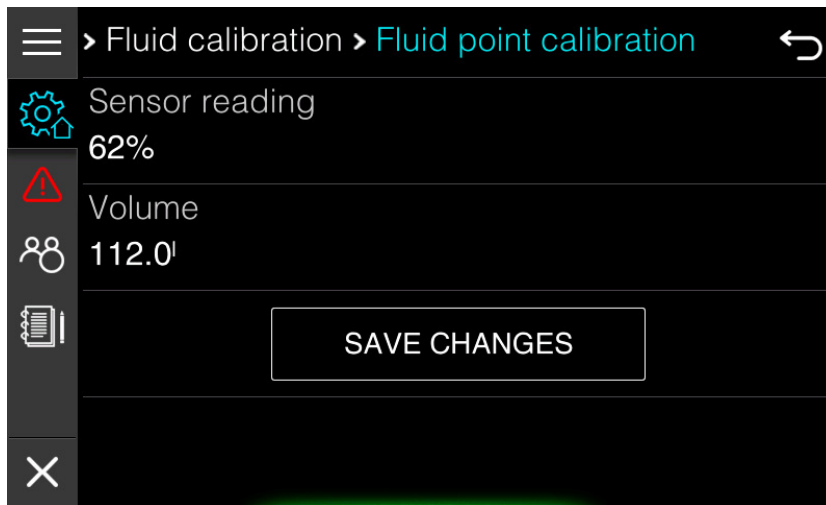 > Fluid calibration > Fluid point calibration
Sensor reading
62%
Volume
112.0l
SAVE CHANGES